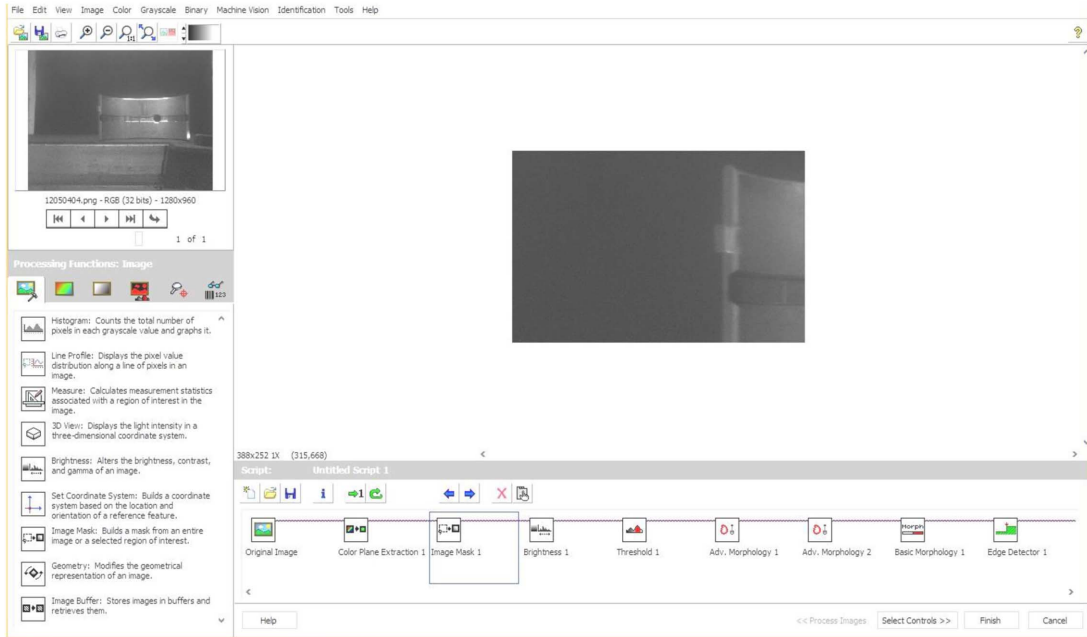 File Edit View Image Color Grayscale Binary Machine Vision Identification Tools Help
1:1
12050404.png - RGB (32 bits) - 1280x960
1 of 1
Processing Functions: Image
123
Histogram: Counts the total number of
pixels in each grayscale value and graphs it.
Line Profile: Displays the pixel value
distribution along a line of pixels in an
image.
Measure: Calculates measurement statistics
associated with a region of interest in the
image.
3D View: Displays the light intensity in a
three-dimensional coordinate system.
Brightness: Alters the brightness, contrast,
and gamma of an image.
Set Coordinate System: Builds a coordinate
system based on the location and
orientation of a reference feature.
Image Mask: Builds a mask from an entire
image or a selected region of interest.
Geometry: Modifies the geometrical
representation of an image.
Image Buffer: Stores images in buffers and
retrieves them.
388x252 1X (315,668)
Script: Untitled Script 1
1
Morph
Original Image Color Plane Extraction 1 Image Mask 1 Brightness 1 Threshold 1 Adv. Morphology 1 Adv. Morphology 2 Basic Morphology 1 Edge Detector 1
Help << Process Images Select Controls >> Finish Cancel